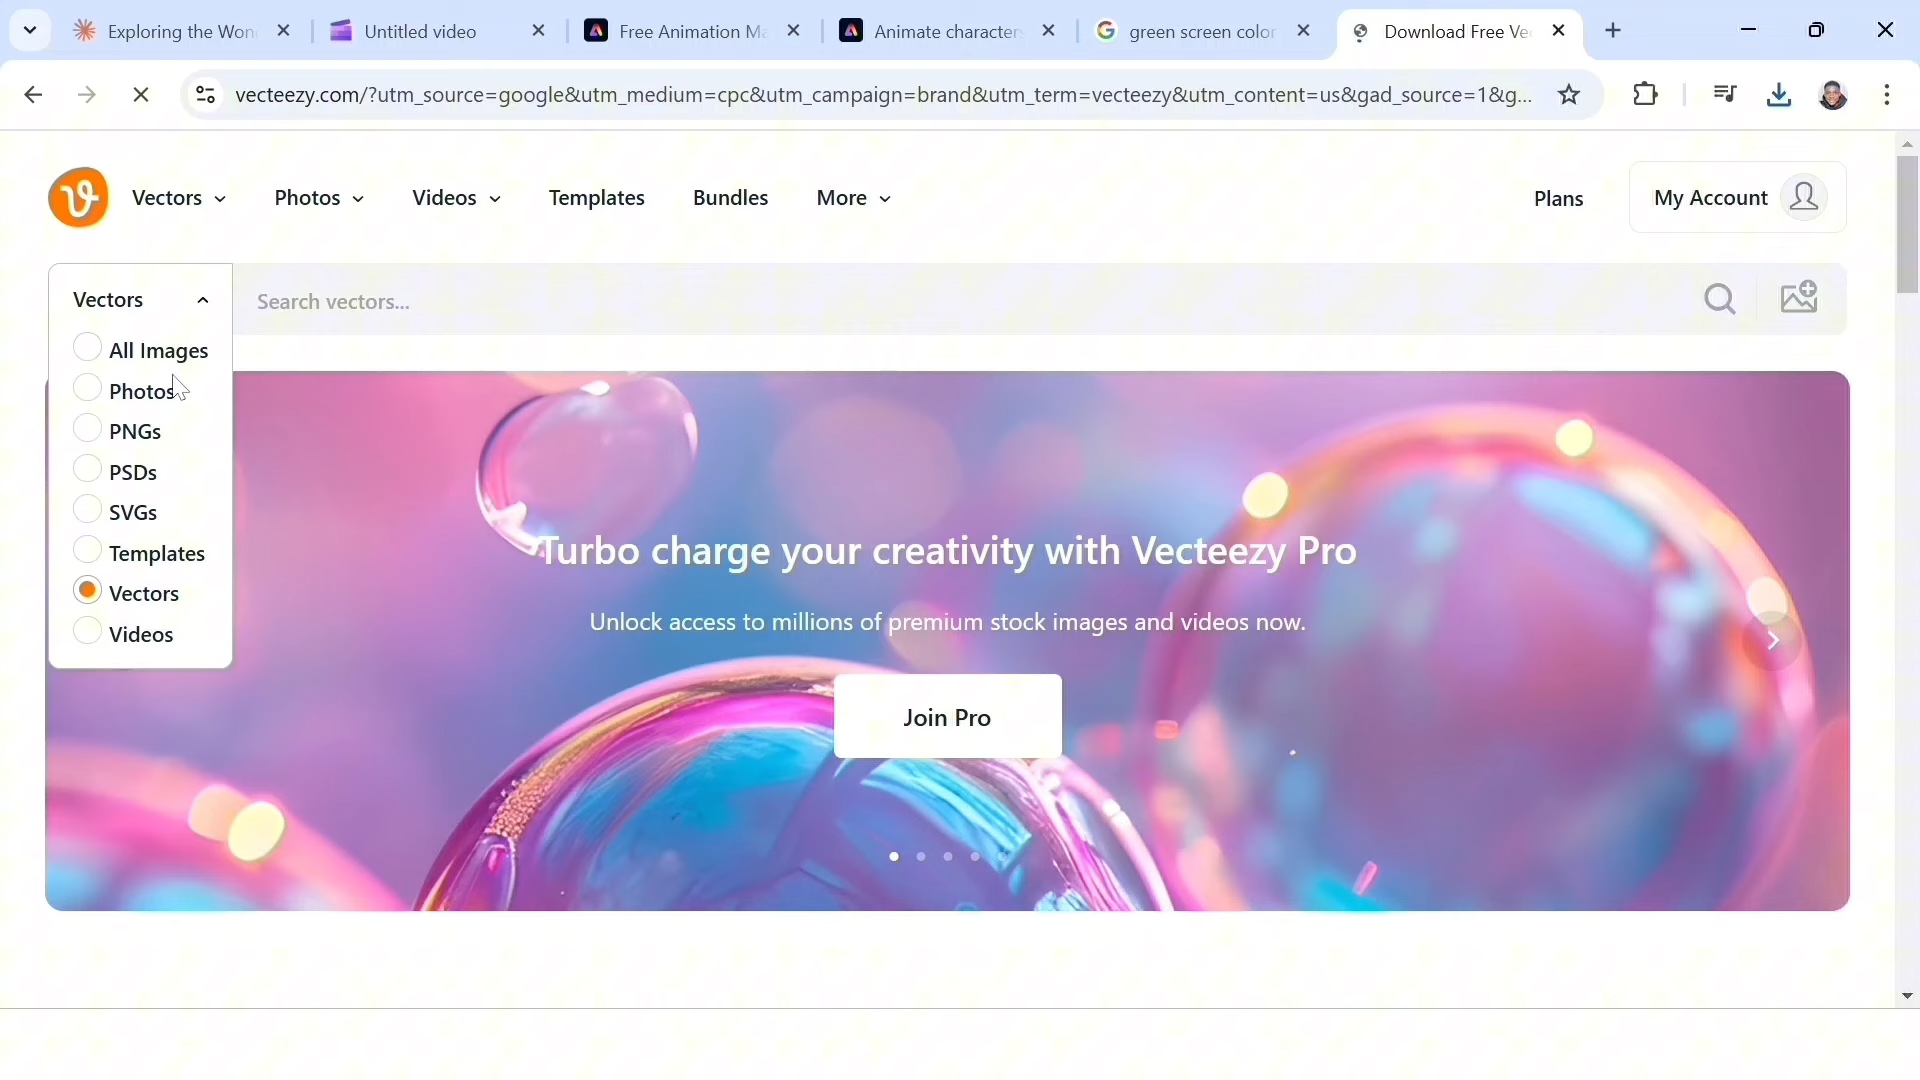 Exploring the Won
Untitled video
Free Animation Ma
Animate characters
green screen color
Download Free Ve
vecteezy.com/?utm_source=google&utm_medium=cpc&utm_campaign=brand&utm_term=vecteezy&utm_content=us&gad_source=1&g...
Vectors
Photos
Videos
Templates
Bundles
More
Plans
My Account
Vectors
Search vectors...
All Images
Photos
PNGs
PSDs
SVGs
Templates
Vectors
Videos
Turbo charge your creativity with Vecteezy Pro
Unlock access to millions of premium stock images and videos now.
Join Pro